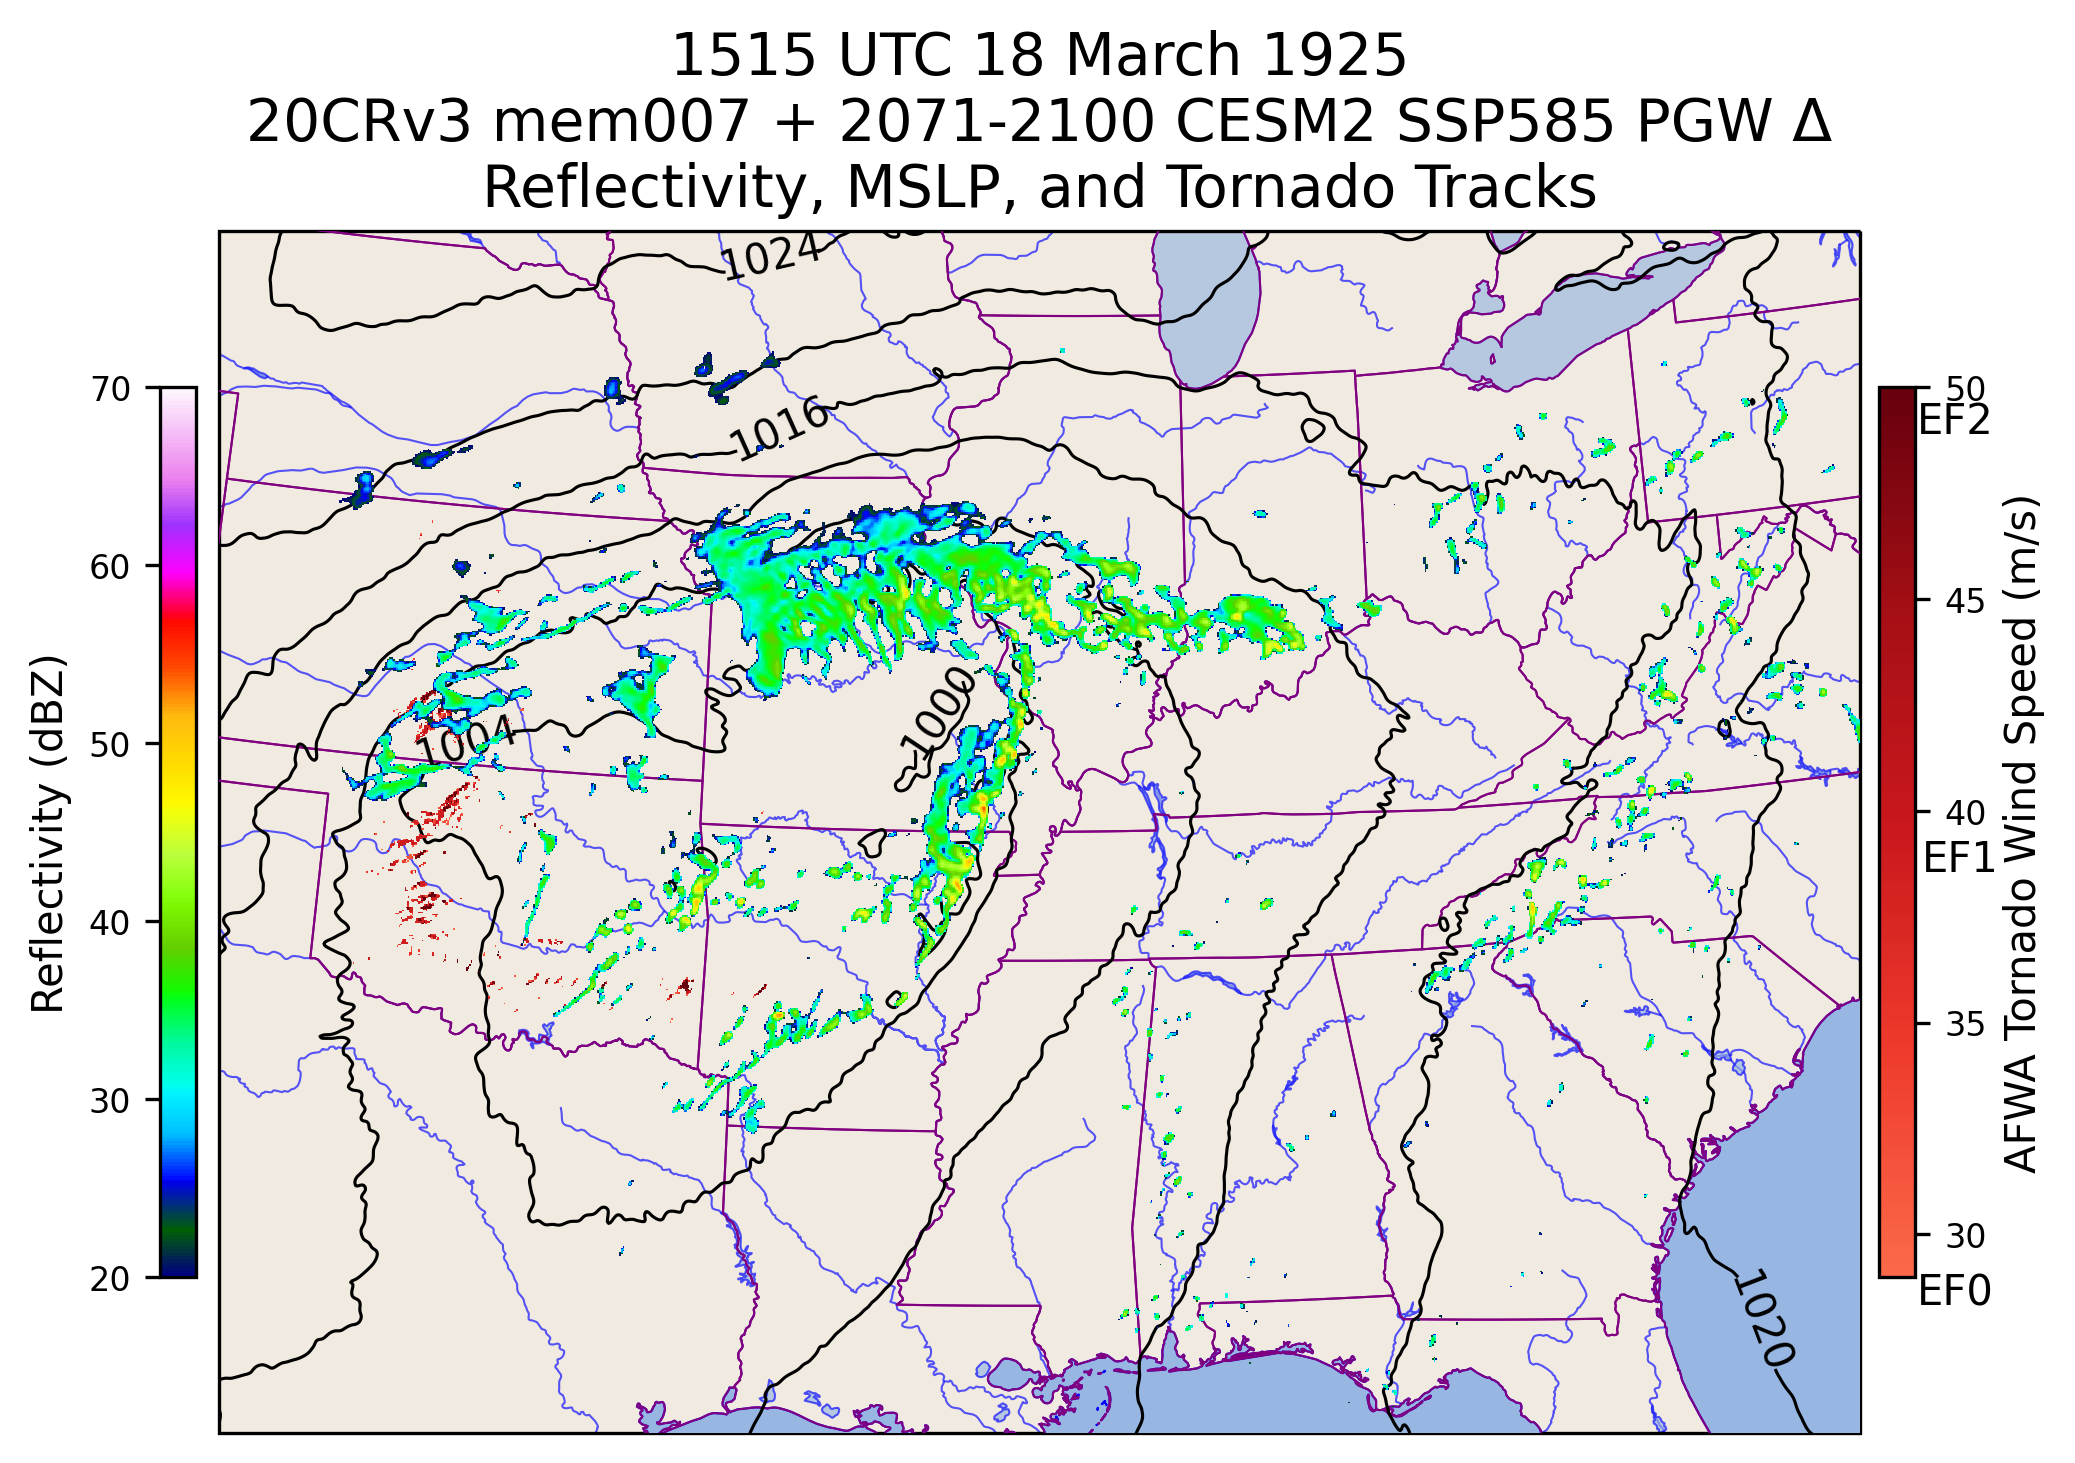 1515 UTC 18 March 1925
20CRv3 mem007 + 2071-2100 CESM2 SSP585 PGW Δ
Reflectivity, MSLP, and Tornado Tracks
70
60
50
40
30
20
Reflectivity (dBZ)
1024
1016
1004
1000
1020
50
EF2
45
40
EF1
35
30
EF0
AFWA Tornado Wind Speed (m/s)